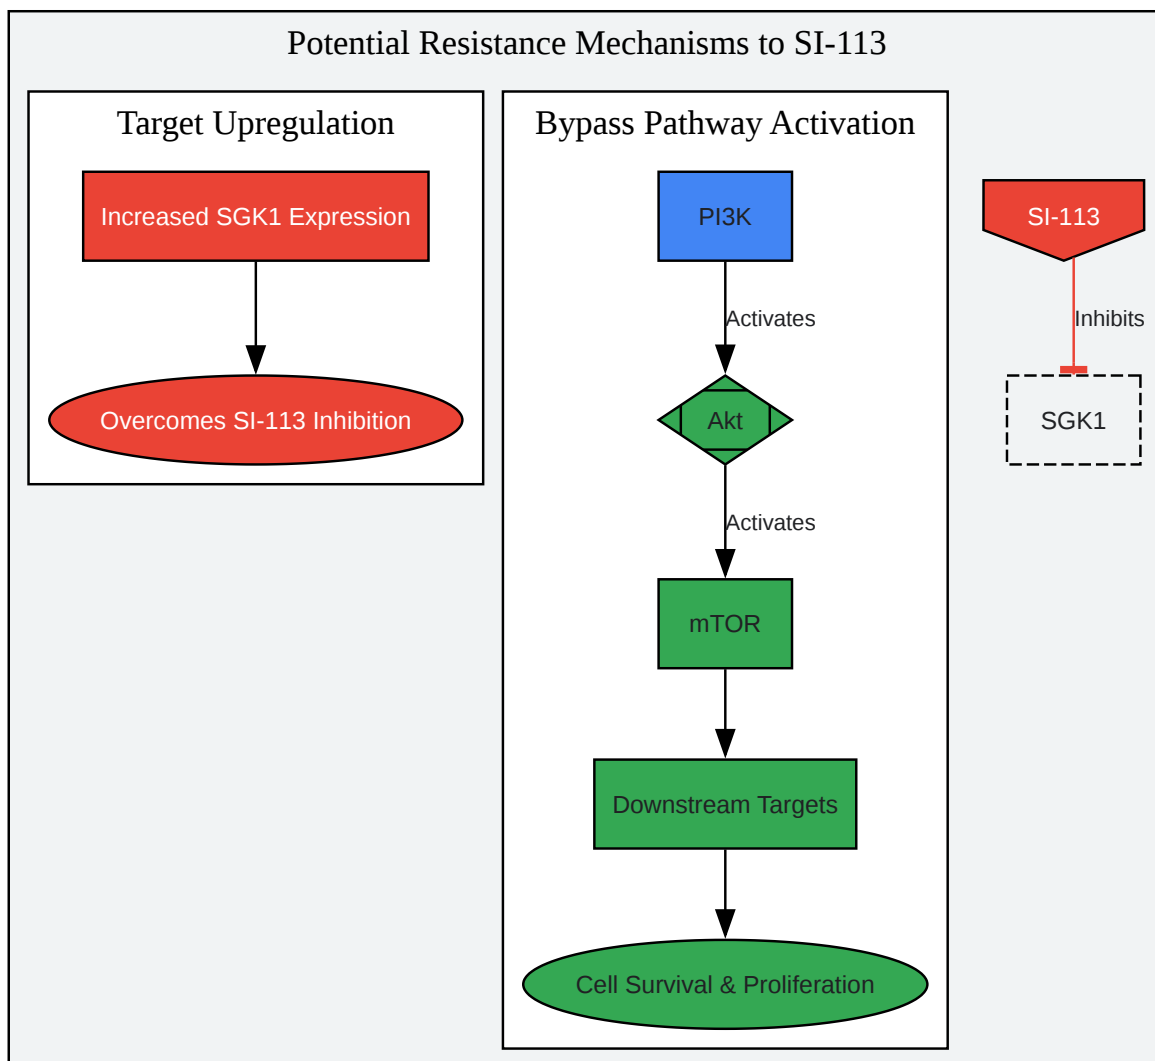 Potential Resistance Mechanisms to SI-113
Target Upregulation
Increased SGK1 Expression
Overcomes SI-113 Inhibition
Bypass Pathway Activation
PI3K
Activates
Akt
Activates
mTOR
Downstream Targets
Cell Survival & Proliferation
SI-113
Inhibits
SGK1